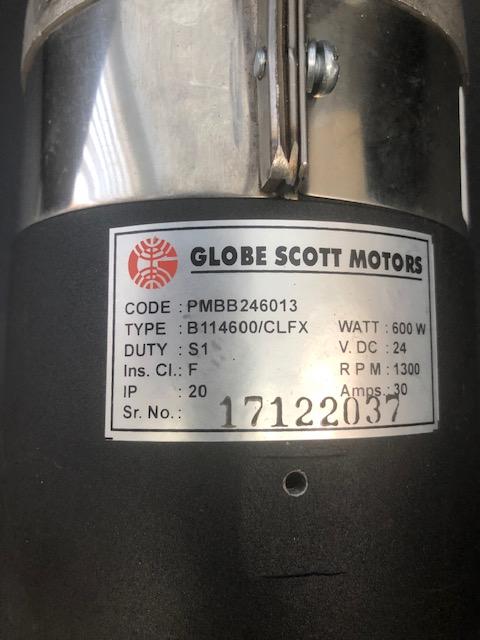 GLOBE SCOTT MOTORS
CODE : PMBB246013
TYPE : B114600/CLFX WATT : 600 W
DUTY : S1 V. DC : 24
Ins. Cl.: F R P M : 1300
IP : 20 Amps.: 30
Sr. No.: 17122037